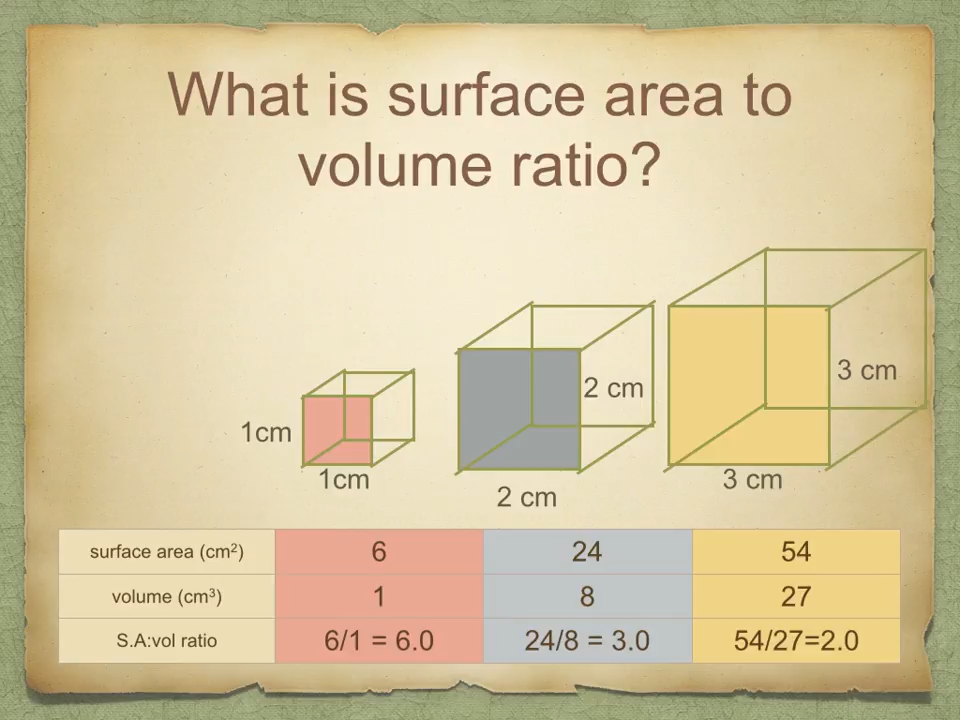 What is surface area to
volume ratio?
1cm
1cm
2 cm
2 cm
3 cm
3 cm
surface area (cm²) 6 24 54
volume (cm³) 1 8 27
S.A:vol ratio 6/1 = 6.0 24/8 = 3.0 54/27=2.0